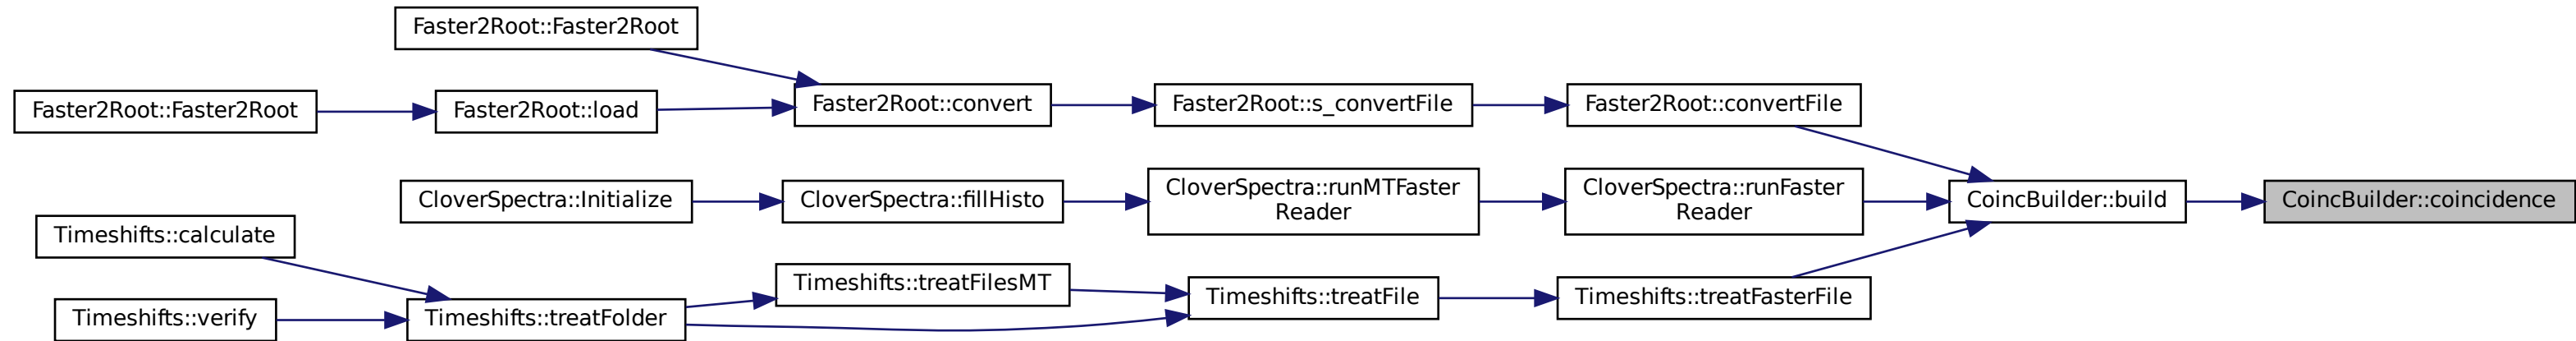 Faster2Root::Faster2Root
Faster2Root::Faster2Root
Faster2Root::load
Faster2Root::convert
Faster2Root::s_convertFile
Faster2Root::convertFile
CloverSpectra::Initialize
CloverSpectra::fillHisto
CloverSpectra::runMTFaster
Reader
CloverSpectra::runFaster
Reader
CoincBuilder::build
CoincBuilder::coincidence
Timeshifts::calculate
Timeshifts::verify
Timeshifts::treatFolder
Timeshifts::treatFilesMT
Timeshifts::treatFile
Timeshifts::treatFasterFile